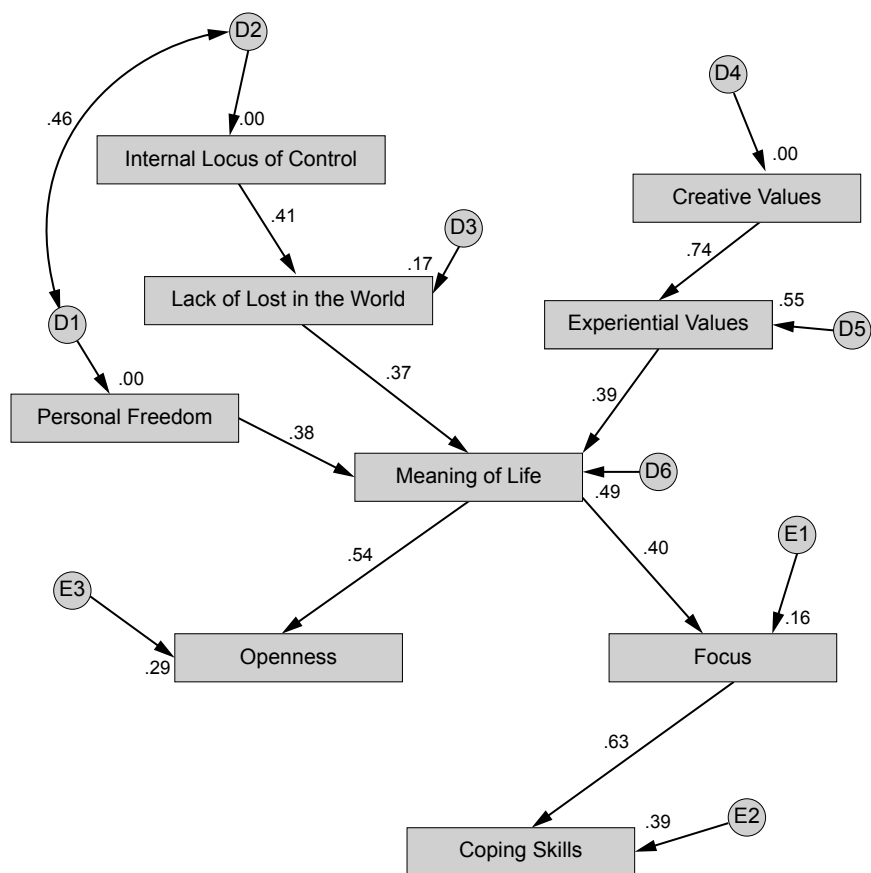 D2
D4
.46
.00
Internal Locus of Control
.00
Creative Values
.41
D3
.74
.17
Lack of Lost in the World
.55
Experiential Values
D5
D1
.00
.37
.39
Personal Freedom
.38
Meaning of Life
D6
.49
.54
.40
E1
E3
.16
.29
Openness
Focus
.63
.39
E2
Coping Skills